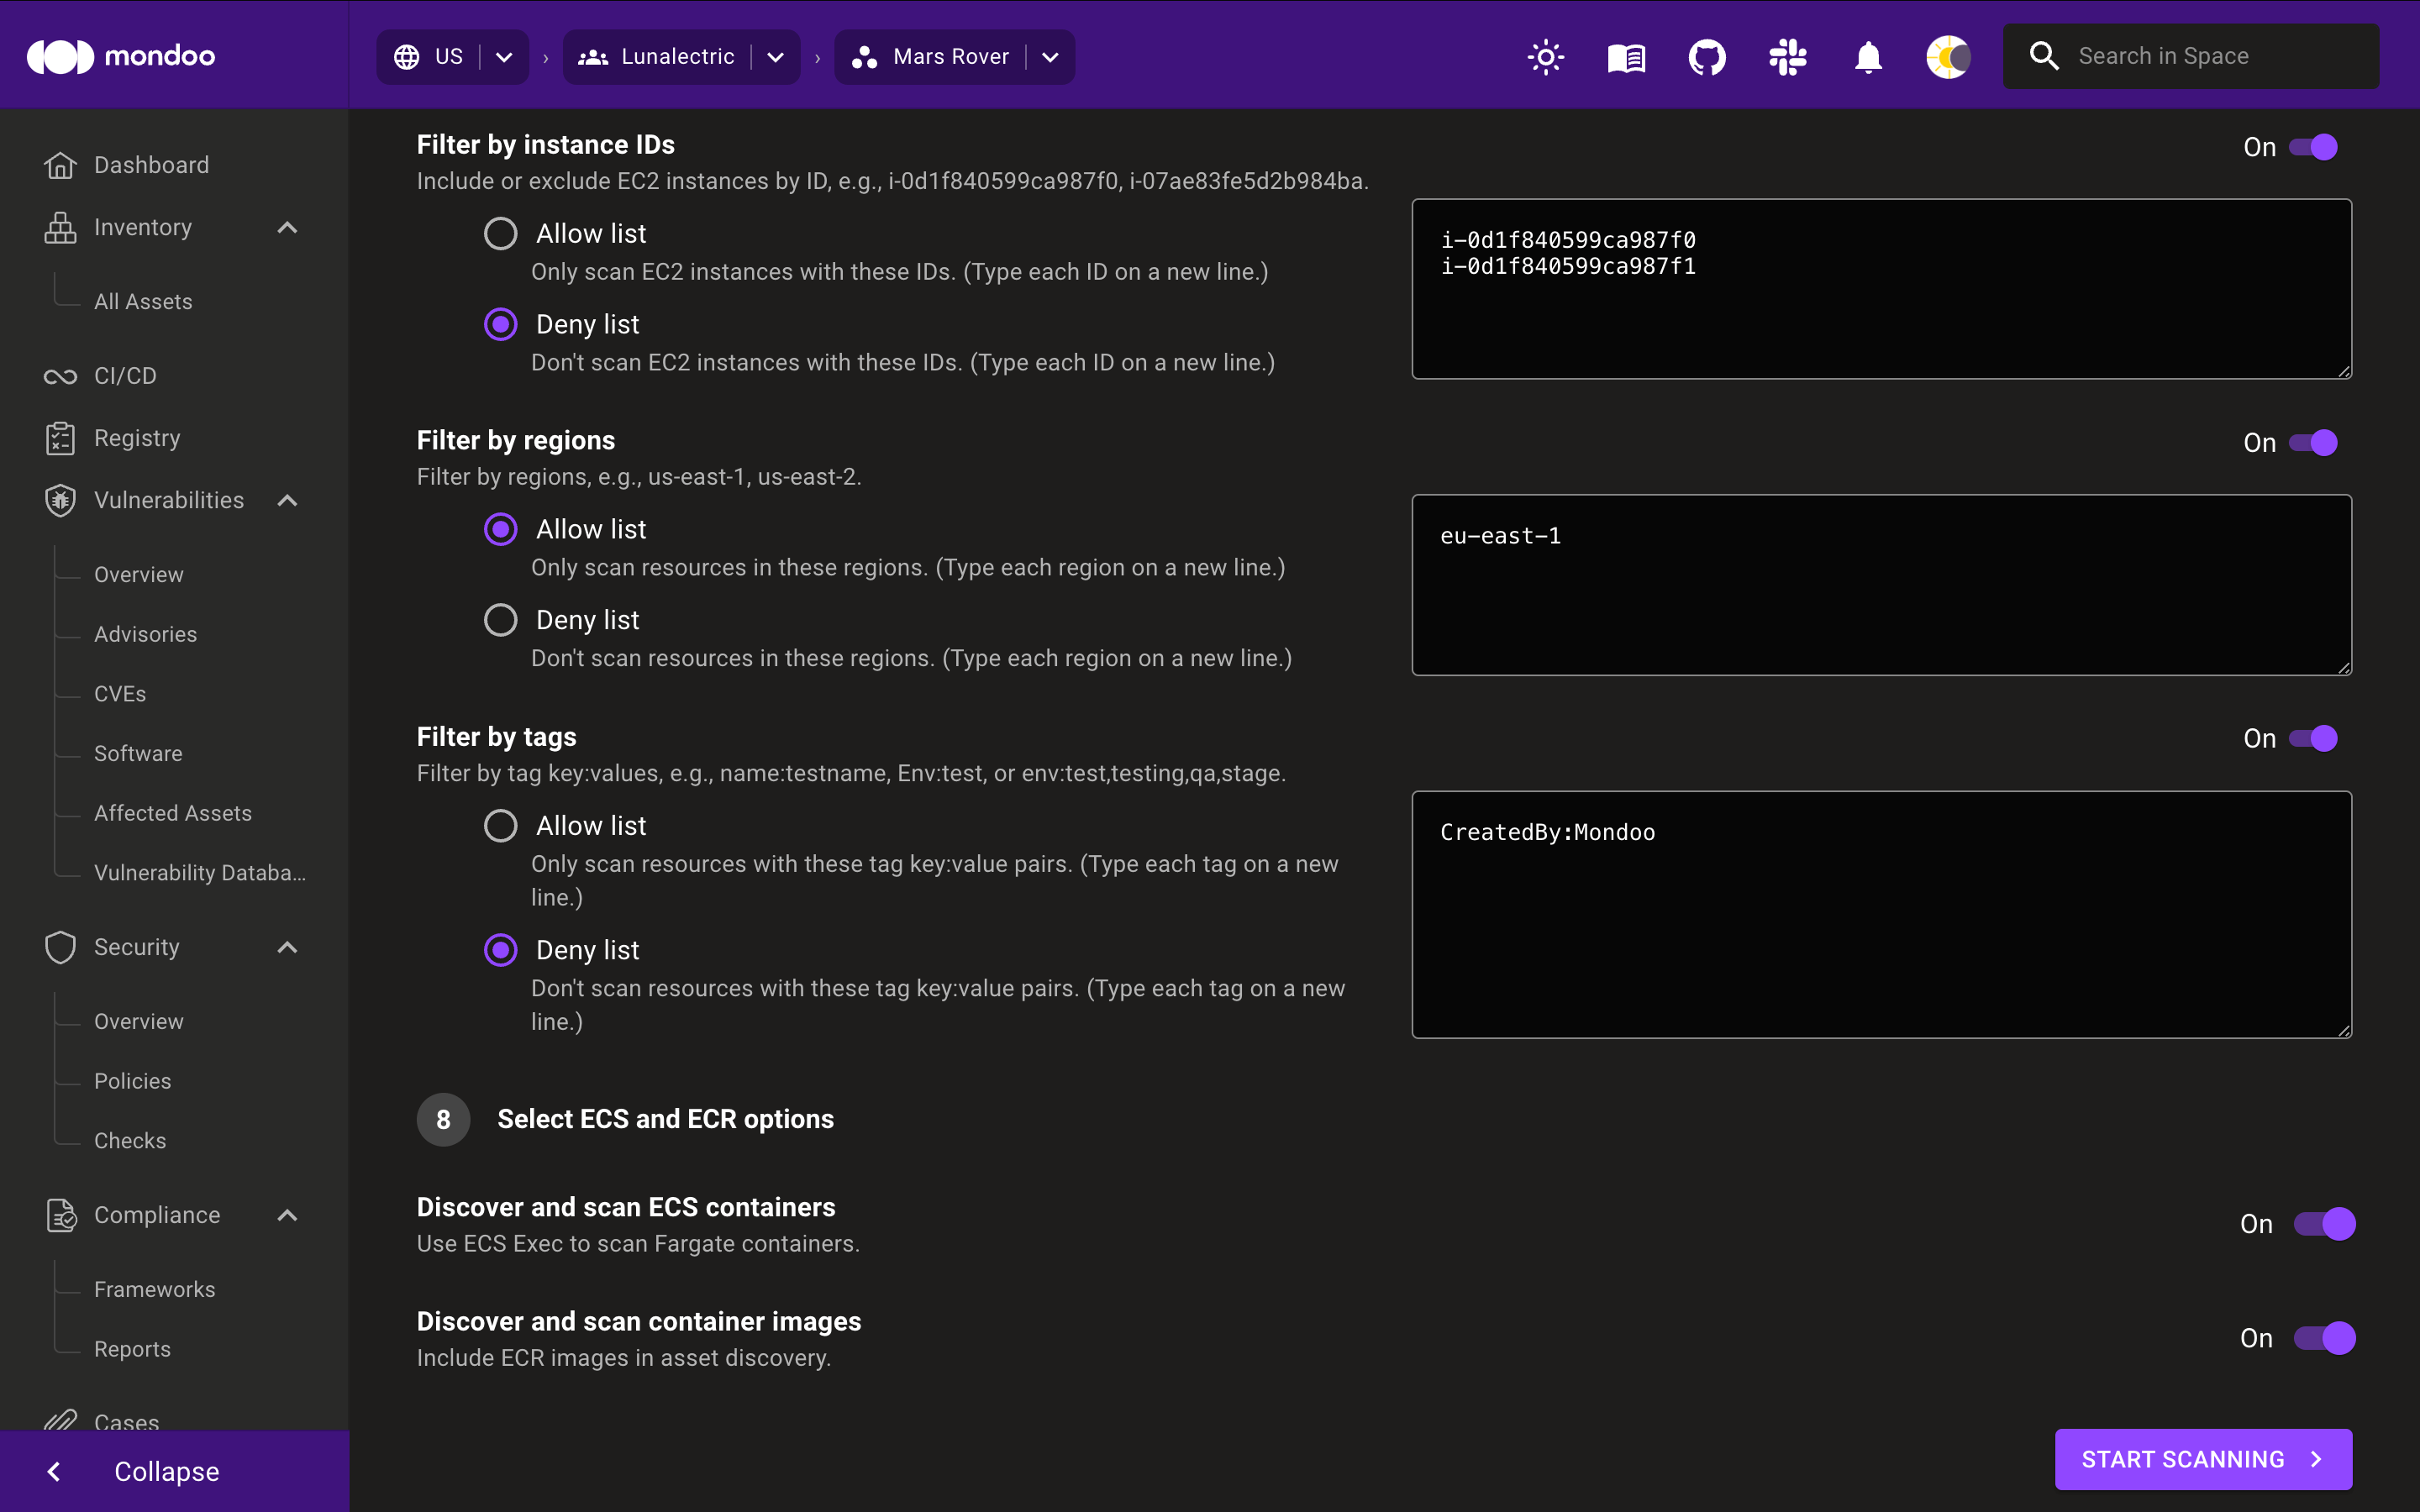 mondoo
US
Lunalectric
Mars Rover
Search in Space
Dashboard
Inventory
All Assets
CI/CD
Registry
Vulnerabilities
Overview
Advisories
CVEs
Software
Affected Assets
Vulnerability Databa...
Security
Overview
Policies
Checks
Compliance
Frameworks
Reports
Cases
Collapse
Filter by instance IDs
On
Include or exclude EC2 instances by ID, e.g., i-0d1f840599ca987f0, i-07ae83fe5d2b984ba.
Allow list
Only scan EC2 instances with these IDs. (Type each ID on a new line.)
Deny list
Don't scan EC2 instances with these IDs. (Type each ID on a new line.)
i-0d1f840599ca987f0
i-0d1f840599ca987f1
Filter by regions
On
Filter by regions, e.g., us-east-1, us-east-2.
Allow list
Only scan resources in these regions. (Type each region on a new line.)
Deny list
Don't scan resources in these regions. (Type each region on a new line.)
eu-east-1
Filter by tags
On
Filter by tag key:values, e.g., name:testname, Env:test, or env:test,testing,qa,stage.
Allow list
Only scan resources with these tag key:value pairs. (Type each tag on a new
line.)
Deny list
Don't scan resources with these tag key:value pairs. (Type each tag on a new
line.)
CreatedBy:Mondoo
8
Select ECS and ECR options
Discover and scan ECS containers
Use ECS Exec to scan Fargate containers.
On
Discover and scan container images
Include ECR images in asset discovery.
On
START SCANNING